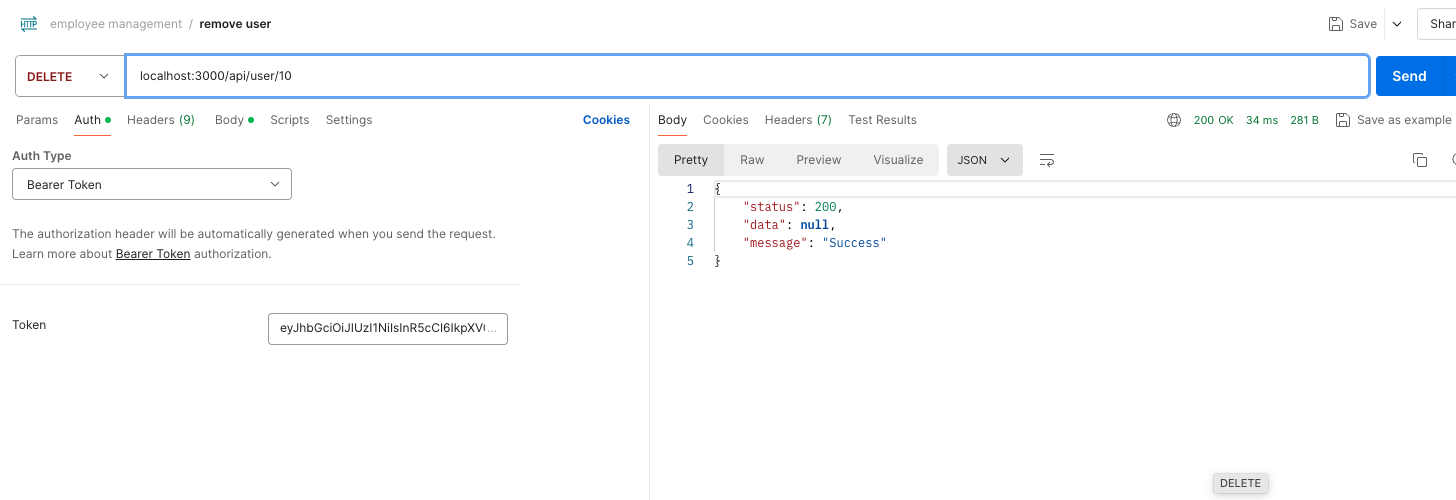 HTTP employee management / remove user
Save
Shar
DELETE
localhost:3000/api/user/10
Send
Params Auth Headers (9) Body Scripts Settings Cookies
Auth Type
Bearer Token
The authorization header will be automatically generated when you send the request.
Learn more about Bearer Token authorization.
Token
eyJhbGciOiJIUzI1NiIsInR5cCI6IkpXVC...
Body Cookies Headers (7) Test Results
200 OK 34 ms 281 B Save as example
Pretty Raw Preview Visualize JSON
1 {
2 "status": 200,
3 "data": null,
4 "message": "Success"
5 }
DELETE